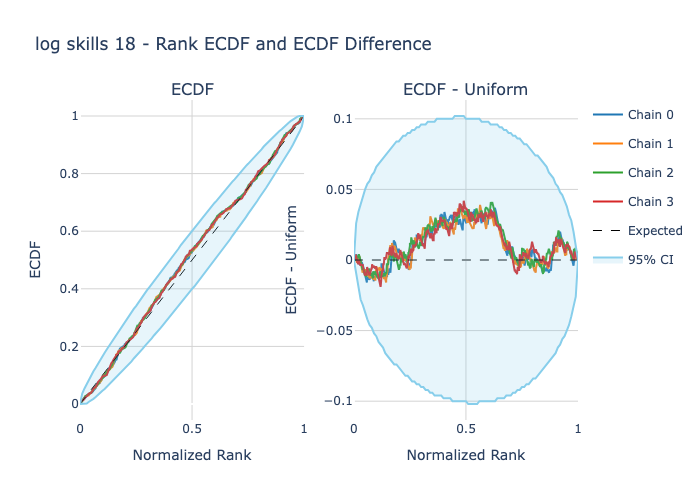 log skills 18 - Rank ECDF and ECDF Difference
ECDF
ECDF - Uniform
1
0.8
0.6
0.4
0.2
0
0
0.5
1
ECDF
Normalized Rank
0.1
0.05
0
−0.05
−0.1
0
0.5
1
ECDF - Uniform
Normalized Rank
Chain 0
Chain 1
Chain 2
Chain 3
Expected
95% CI